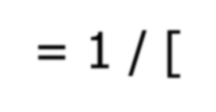 = 1 / [